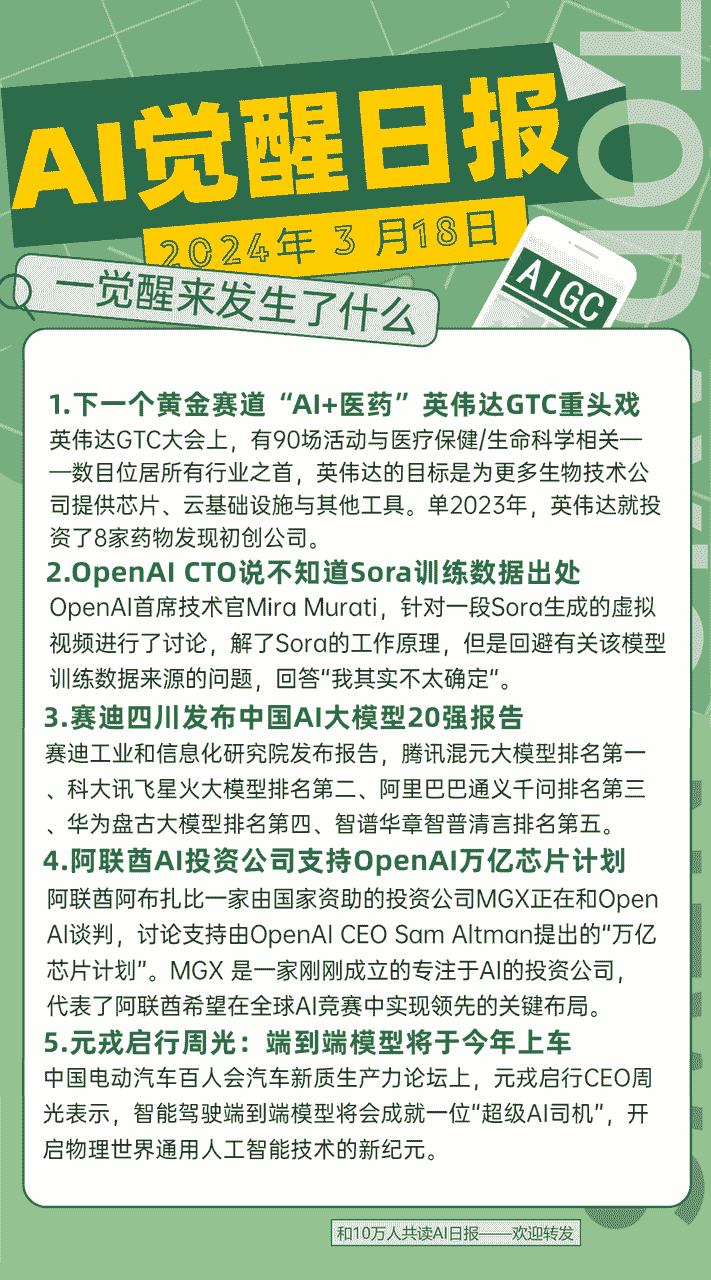 AI觉醒日报
2024年 3 月18日
AIGC
一觉醒来发生了什么
1.下一个黄金赛道“AI+医药”英伟达GTC重头戏
英伟达GTC大会上，有90场活动与医疗保健/生命科学相关—
—数目位居所有行业之首，英伟达的目标是为更多生物技术公
司提供芯片、云基础设施与其他工具。单2023年，英伟达就投
资了8家药物发现初创公司。
2.OpenAI CTO说不知道Sora训练数据出处
OpenAI首席技术官Mira Murati，针对一段Sora生成的虚拟
视频进行了讨论，解了Sora的工作原理，但是回避有关该模型
训练数据来源的问题，回答“我其实不太确定“。
3.赛迪四川发布中国AI大模型20强报告
赛迪工业和信息化研究院发布报告，腾讯混元大模型排名第一
、科大讯飞星火大模型排名第二、阿里巴巴通义千问排名第三
、华为盘古大模型排名第四、智谱华章智普清言排名第五。
4.阿联酋AI投资公司支持OpenAI万亿芯片计划
阿联酋阿布扎比一家由国家资助的投资公司MGX正在和Open
AI谈判，讨论支持由OpenAI CEO Sam Altman提出的“万亿
芯片计划”。MGX 是一家刚刚成立的专注于AI的投资公司，
代表了阿联酋希望在全球AI竞赛中实现领先的关键布局。
5.元戎启行周光：端到端模型将于今年上车
中国电动汽车百人会汽车新质生产力论坛上，元戎启行CEO周
光表示，智能驾驶端到端模型将会成就一位“超级AI司机”，开
启物理世界通用人工智能技术的新纪元。
和10万人共读AI日报——欢迎转发